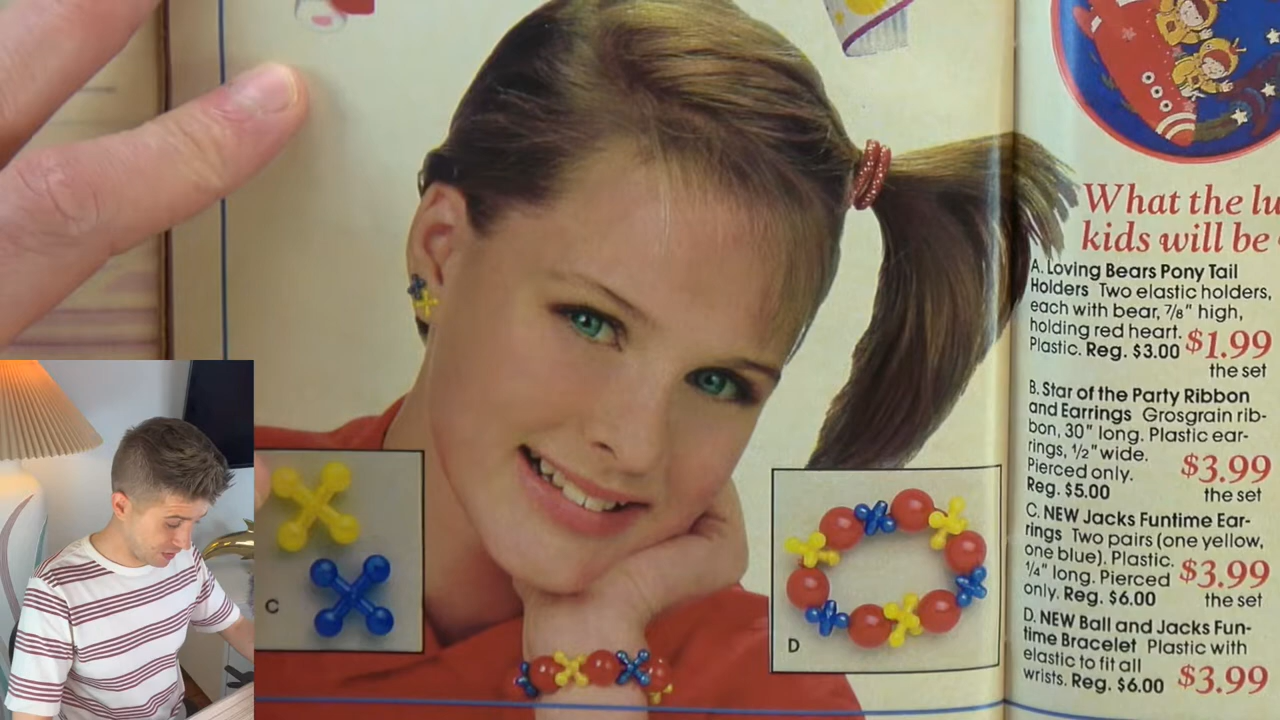 What the lu
kids will be
A. Loving Bears Pony Tail
Holders Two elastic holders,
each with bear, 7/8" high,
holding red heart.
Plastic. Reg. $3.00 $1.99
the set
B. Star of the Party Ribbon
and Earrings Grosgrain rib-
bon, 30" long. Plastic ear-
rings, 1/2" wide.
Pierced only. $3.99
Reg. $5.00 the set
C. NEW Jacks Funtime Ear-
rings Two pairs (one yellow,
one blue). Plastic.
1/4" long. Pierced $3.99
only. Reg. $6.00 the set
D. NEW Ball and Jacks Fun-
time Bracelet Plastic with
elastic to fit all
wrists. Reg. $6.00 $3.99
C
D